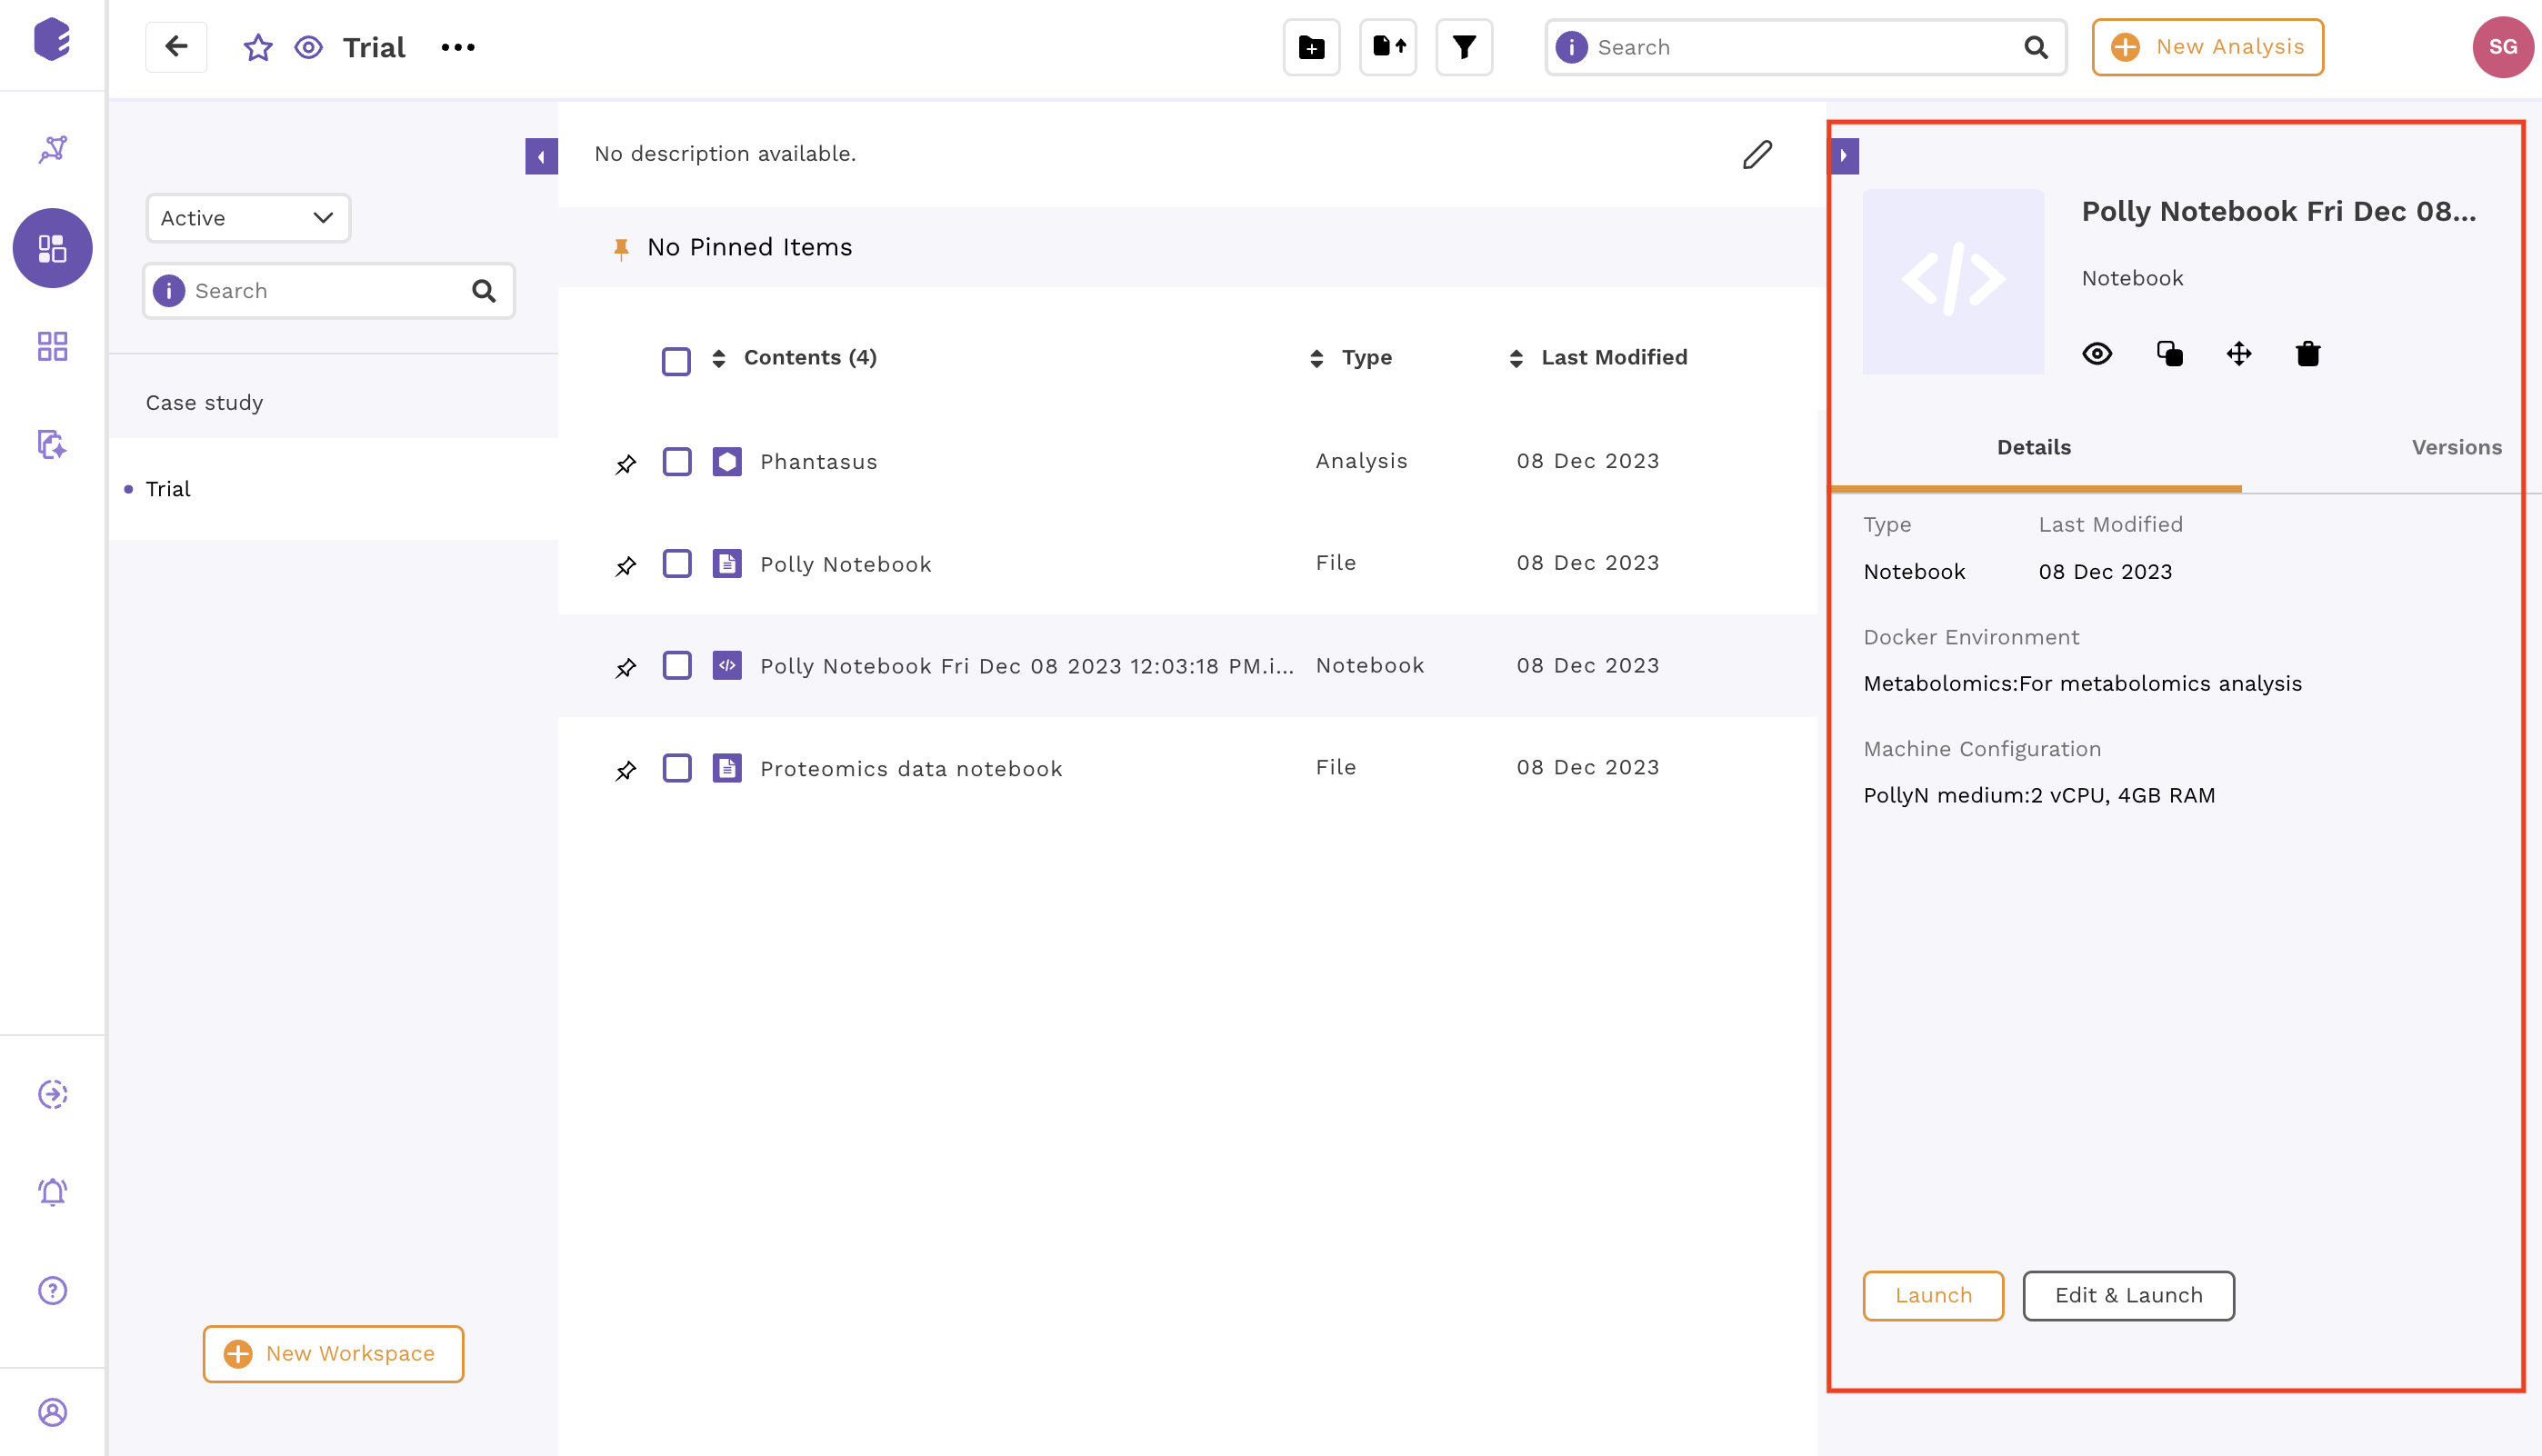 Trial
Search
New Analysis
SG
Active
Search
Case study
Trial
New Workspace
No description available.
No Pinned Items
Contents (4) Type Last Modified
Phantasus Analysis 08 Dec 2023
Polly Notebook File 08 Dec 2023
Polly Notebook Fri Dec 08 2023 12:03:18 PM.i... Notebook 08 Dec 2023
Proteomics data notebook File 08 Dec 2023
Polly Notebook Fri Dec 08...
Notebook
Details Versions
Type Last Modified
Notebook 08 Dec 2023
Docker Environment
Metabolomics:For metabolomics analysis
Machine Configuration
PollyN medium:2 vCPU, 4GB RAM
Launch Edit & Launch